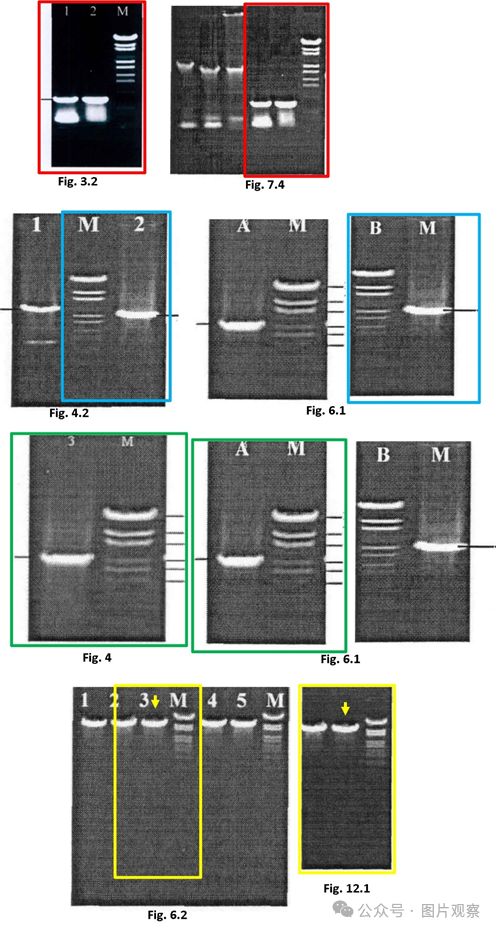 1 2 M
Fig. 3.2
Fig. 7.4
1 M 2
A M
B M
Fig. 4.2
Fig. 6.1
3 M
A M
B M
Fig. 4
Fig. 6.1
1 2 3 M 4 5 M
Fig. 12.1
Fig. 6.2
公众号 · 图片观察